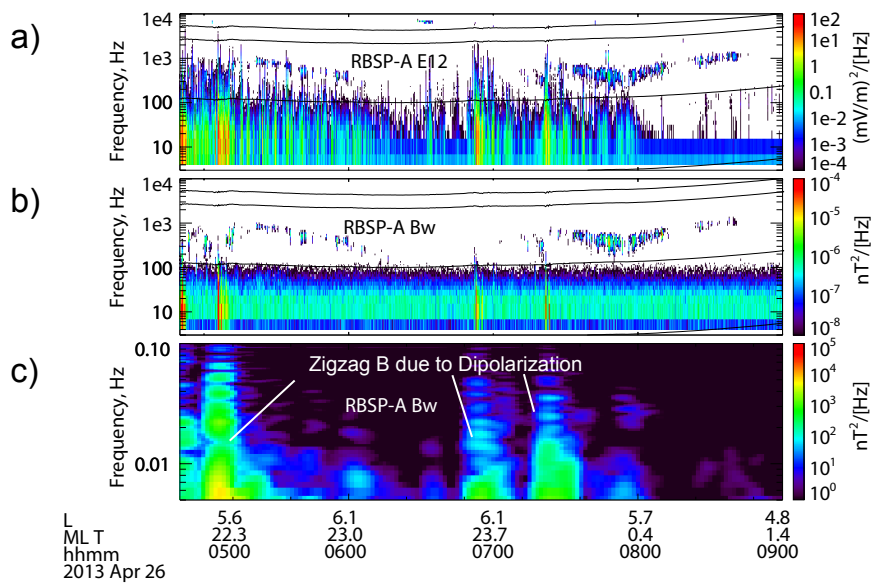 a)
Frequency, Hz
1e4
1e3
100
10
RBSP-A E12
1e2
1e1
1
0.1
1e-2
1e-3
1e-4
(mV/m)²/[Hz]
b)
Frequency, Hz
1e4
1e3
100
10
RBSP-A Bw
10⁻⁴
10⁻⁵
10⁻⁶
10⁻⁷
10⁻⁸
nT²/[Hz]
c)
Frequency, Hz
0.10
0.01
Zigzag B due to Dipolarization
RBSP-A Bw
10⁵
10⁴
10³
10²
10¹
10⁰
nT²/[Hz]
L 5.6 6.1 6.1 5.7 4.8
ML T 22.3 23.0 23.7 0.4 1.4
hhmm 0500 0600 0700 0800 0900
2013 Apr 26